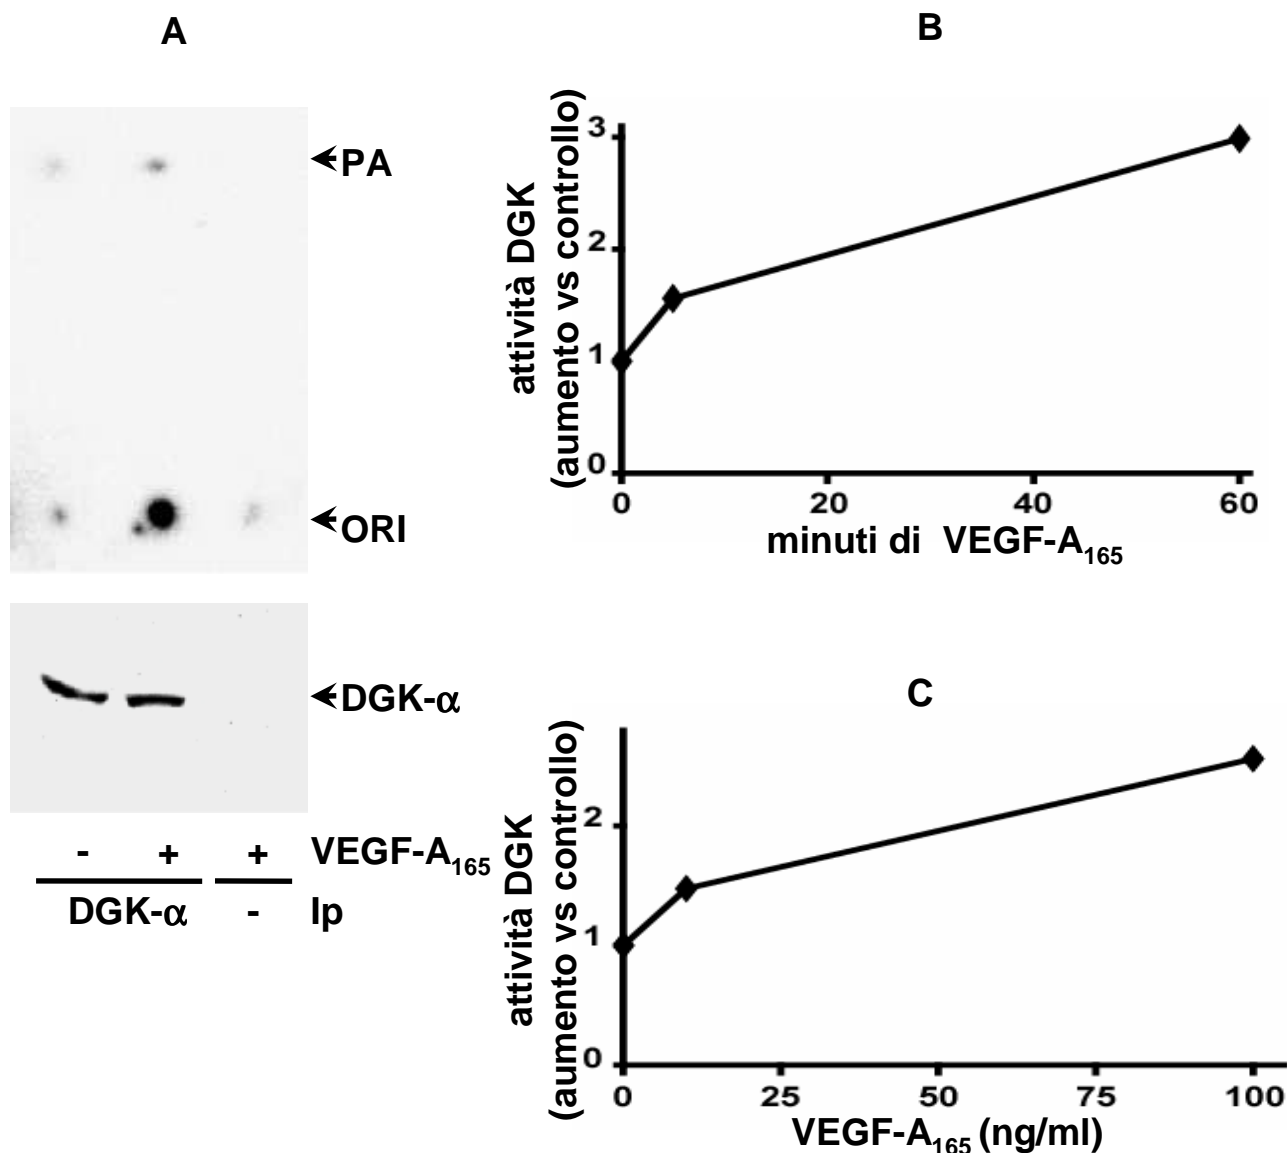 A
PA
ORI
DGK-α
- + + VEGF-A165
DGK-α - Ip
B
attività DGK
(aumento vs controllo)
3
2
1
0
0 20 40 60
minuti di VEGF-A165
C
attività DGK
(aumento vs controllo)
2
1
0
0 25 50 75 100
VEGF-A165 (ng/ml)